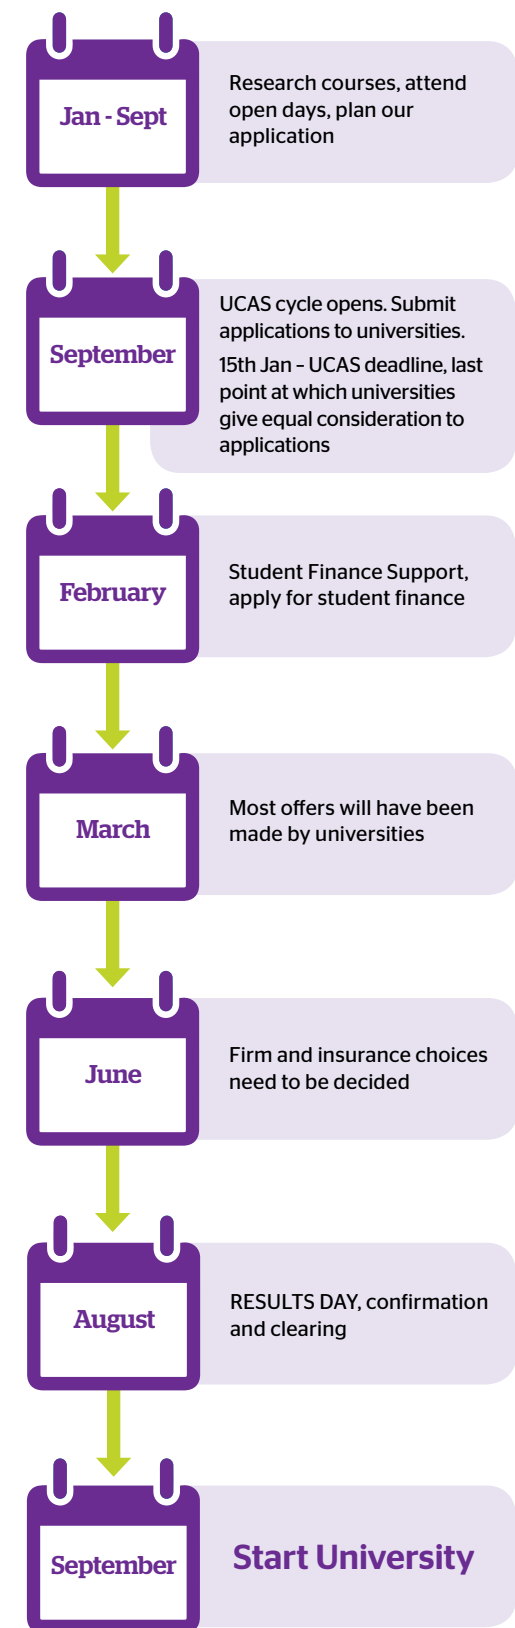 Jan - Sept
Research courses, attend
open days, plan our
application
September
UCAS cycle opens. Submit
applications to universities.
15th Jan – UCAS deadline, last
point at which universities
give equal consideration to
applications
February
Student Finance Support,
apply for student finance
March
Most offers will have been
made by universities
June
Firm and insurance choices
need to be decided
August
RESULTS DAY, confirmation
and clearing
September
Start University